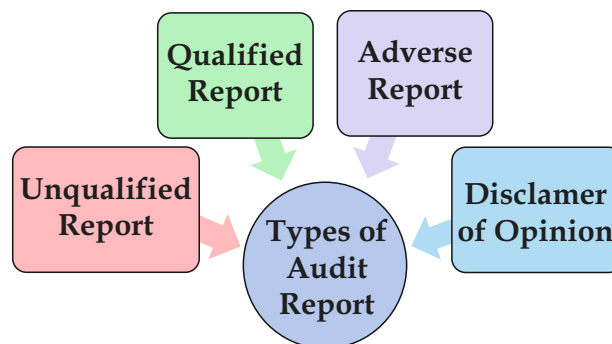 Qualified
Report
Adverse
Report
Unqualified
Report
Disclamer
of Opinion
Types of
Audit
Report